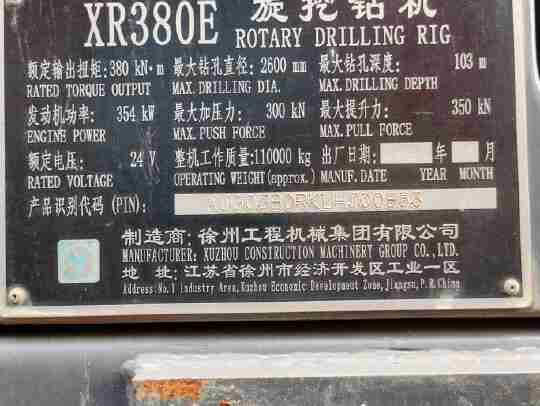 XR380E 旋挖钻机
ROTARY DRILLING RIG
额定输出扭矩: 380 kN·m 最大钻孔直径: 2600 mm 最大钻孔深度: 103 m
RATED TORQUE OUTPUT MAX. DRILLING DIA. MAX. DRILLING DEPTH
发动机功率: 354 kW 最大加压力: 300 kN 最大提升力: 350 kN
ENGINE POWER MAX. PUSH FORCE MAX. PULL FORCE
额定电压: 24 V 整机工作质量: 110000 kg 出厂日期: 年 月
RATED VOLTAGE OPERATING WEIGHT (approx.) MANUF. DATE YEAR MONTH
产品识别代码 (PIN):
制造商: 徐州工程机械集团有限公司
MANUFACTURER: XUZHOU CONSTRUCTION MACHINERY GROUP CO., LTD.
地 址: 江苏省徐州市经济开发区工业一区
Address: No.1 Industry Area, Xuzhou Economic Development Zone, Jiangsu, P.R.China